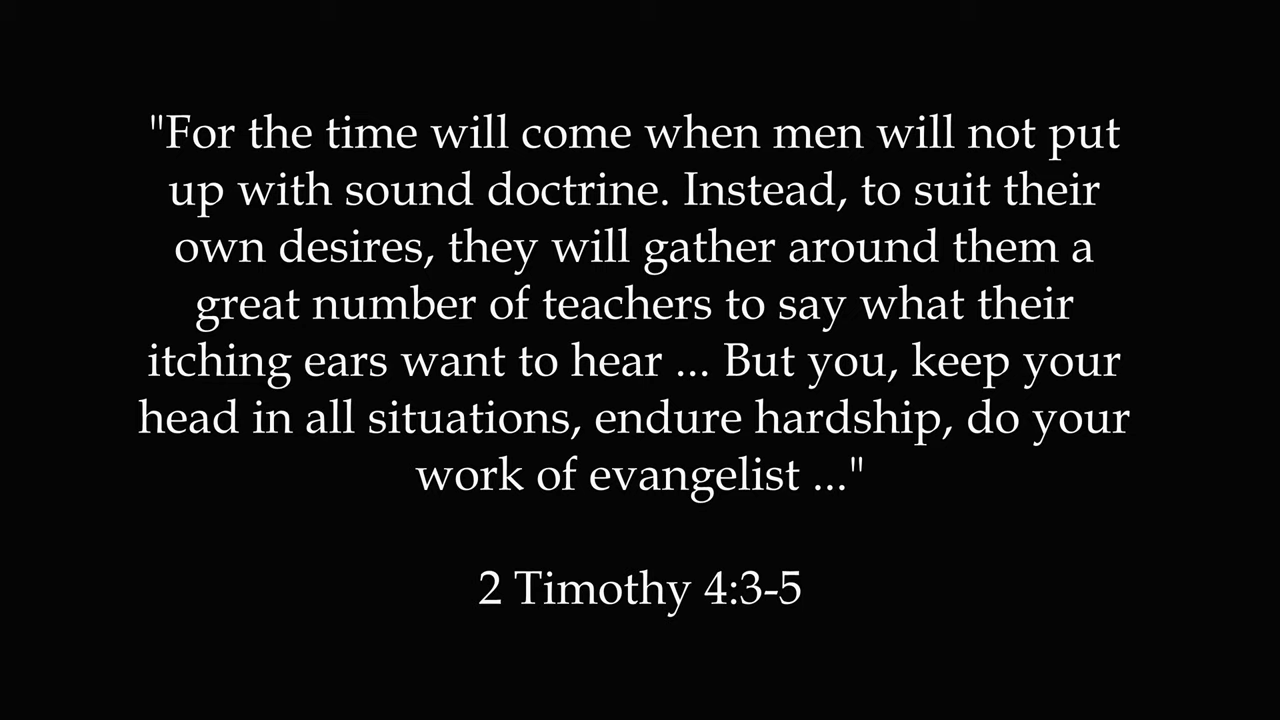 "For the time will come when men will not put
up with sound doctrine. Instead, to suit their
own desires, they will gather around them a
great number of teachers to say what their
itching ears want to hear ... But you, keep your
head in all situations, endure hardship, do your
work of evangelist ..."
2 Timothy 4:3-5